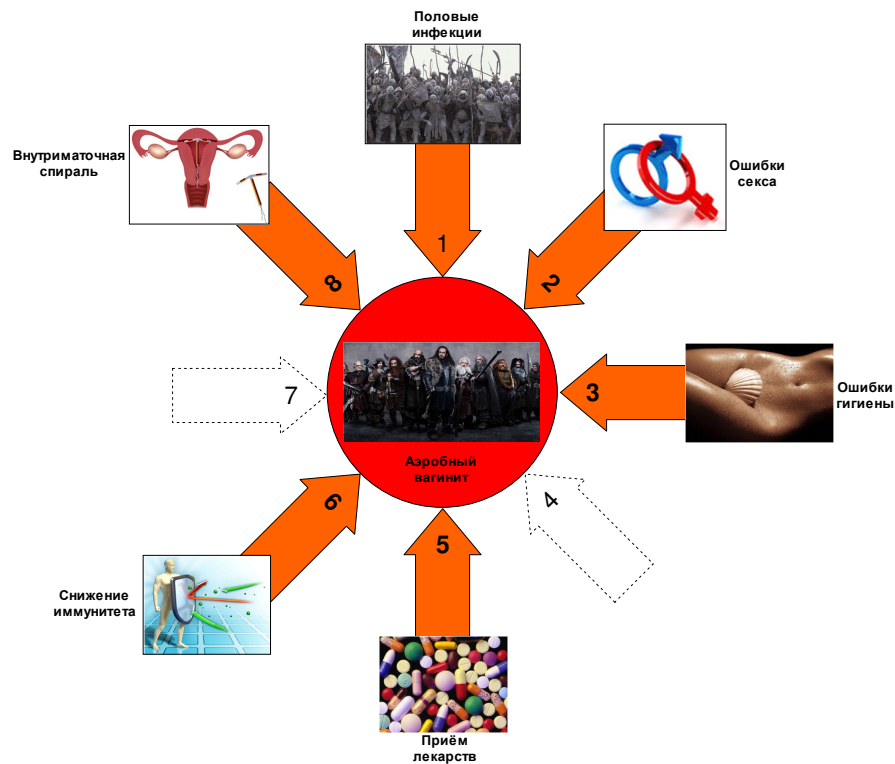 Половые
инфекции
Внутриматочная
спираль
Ошибки
секса
1
8
2
7
3
Ошибки
гигиены
Аэробный
вагинит
6
4
5
Снижение
иммунитета
Приём
лекарств